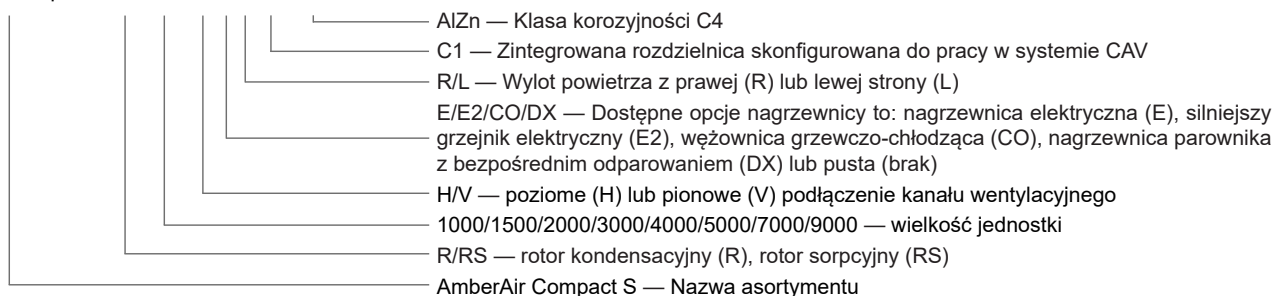 AlZn — Klasa korozyjności C4
C1 — Zintegrowana rozdzielnica skonfigurowana do pracy w systemie CAV
R/L — Wylot powietrza z prawej (R) lub lewej strony (L)
E/E2/CO/DX — Dostępne opcje nagrzewnicy to: nagrzewnica elektryczna (E), silniejszy
grzejnik elektryczny (E2), wężownica grzewczo-chłodząca (CO), nagrzewnica parownika
z bezpośrednim odparowaniem (DX) lub pusta (brak)
H/V — poziome (H) lub pionowe (V) podłączenie kanału wentylacyjnego
1000/1500/2000/3000/4000/5000/7000/9000 — wielkość jednostki
R/RS — rotor kondensacyjny (R), rotor sorpcyjny (RS)
AmberAir Compact S — Nazwa asortymentu